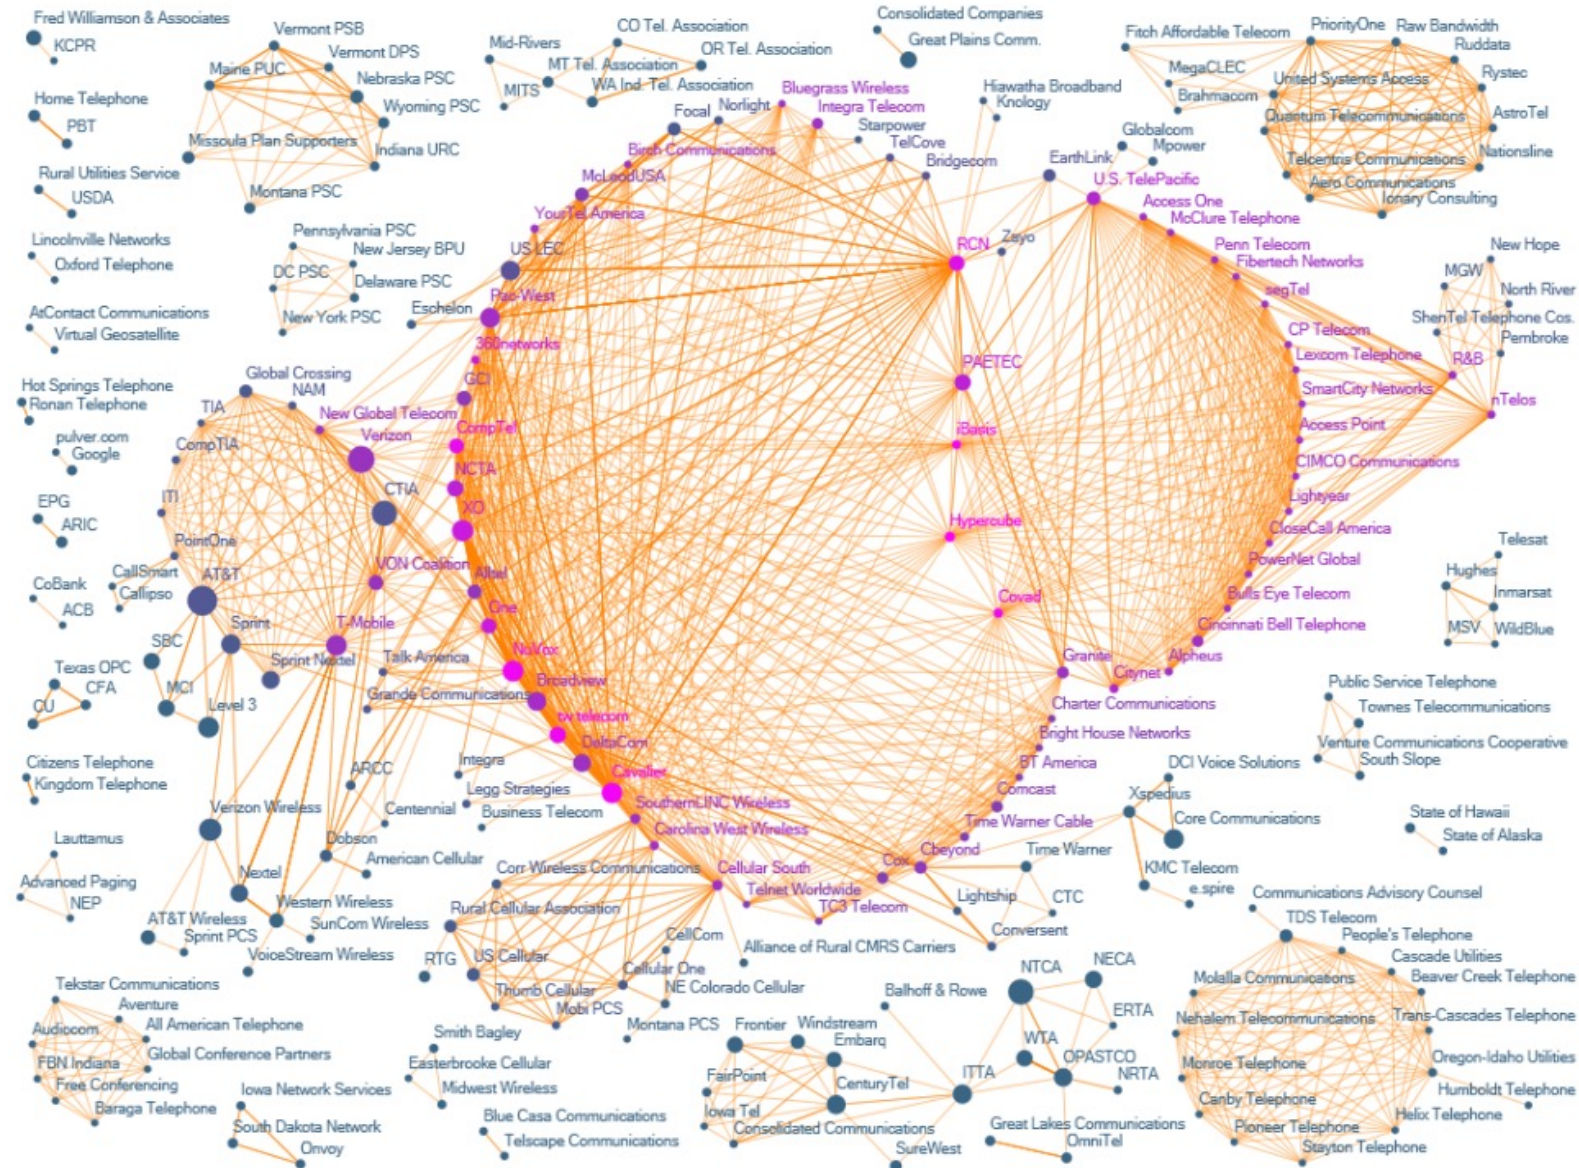 Fred Williamson & Associates
KCPR
Vermont PSB
Vermont DPS
Maine PUC
Nebraska PSC
Wyoming PSC
Missoula Plan Supporters
Indiana URC
Montana PSC
Home Telephone
PBT
Rural Utilities Service
USDA
Lincolnville Networks
Oxford Telephone
AtContact Communications
Virtual Geosatellite
Hot Springs Telephone
Ronan Telephone
pulver.com
Google
EPG
ARIC
CoBank
ACB
Texas OPC
CFA
CU
Citizens Telephone
Kingdom Telephone
Lauttamus
Advanced Paging
NEP
Pennsylvania PSC
New Jersey BPU
DC PSC
Delaware PSC
New York PSC
Mid-Rivers
CO Tel. Association
OR Tel. Association
MT Tel. Association
MITS
WA Ind. Tel. Association
Consolidated Companies
Great Plains Comm.
Hiawatha Broadband
Knology
Globalcom
Mpower
Fitch Affordable Telecom
PriorityOne
Raw Bandwidth
Ruddata
MegaCLEC
United Systems Access
Rystec
Brahmacom
Quantum Telecommunications
AstroTel
Telcentris Communications
Nationsline
Aero Communications
Ionary Consulting
Bluegrass Wireless
Integra Telecom
Focal
Norlight
Starpower
TelCove
Bridgecom
EarthLink
U.S. TelePacific
Birch Communications
McLeodUSA
YourTel America
US LEC
Pac-West
Eschelon
360networks
GCI
CompTel
NCTA
XO
Alltel
One
NuVox
Broadview
tw telecom
DeltaCom
Cavalier
SouthernLINC Wireless
Carolina West Wireless
Cellular South
Telnet Worldwide
TC3 Telecom
Cox
Cbeyond
Time Warner Cable
Comcast
BT America
Bright House Networks
Charter Communications
Granite
Citynet
Alpheus
Cincinnati Bell Telephone
Bulls Eye Telecom
PowerNet Global
CloseCall America
Lightyear
CIMCO Communications
Access Point
SmartCity Networks
Lexcom Telephone
CP Telecom
segTel
Fibertech Networks
Penn Telecom
McClure Telephone
Access One
RCN
Zayo
PAETEC
iBasis
Hypercube
Covad
New Hope
MGW
North River
ShenTel Telephone Cos.
Pembroke
R&B
nTelos
Global Crossing
NAM
TIA
New Global Telecom
Verizon
CompTIA
CTIA
ITI
PointOne
VON Coalition
AT&T
CallSmart
Callipso
Sprint
T-Mobile
SBC
Sprint Nextel
MCI
Level 3
Talk America
Grande Communications
ARCC
Integra
Legg Strategies
Business Telecom
Centennial
Verizon Wireless
Dobson
American Cellular
Nextel
Western Wireless
AT&T Wireless
Sprint PCS
SunCom Wireless
VoiceStream Wireless
Corr Wireless Communications
Rural Cellular Association
RTG
US Cellular
CellCom
Cellular One
Thumb Cellular
NE Colorado Cellular
Mobi PCS
Montana PCS
Alliance of Rural CMRS Carriers
Telesat
Hughes
Inmarsat
MSV
WildBlue
Public Service Telephone
Townes Telecommunications
Venture Communications Cooperative
South Slope
DCI Voice Solutions
Xspedius
Core Communications
KMC Telecom
e.spire
State of Hawaii
State of Alaska
Time Warner
Lightship
CTC
Conversent
Communications Advisory Counsel
TDS Telecom
People's Telephone
Cascade Utilities
Molalla Communications
Beaver Creek Telephone
Nehalem Telecommunications
Trans-Cascades Telephone
Monroe Telephone
Oregon-Idaho Utilities
Canby Telephone
Humboldt Telephone
Pioneer Telephone
Helix Telephone
Stayton Telephone
Tekstar Communications
Aventure
Audiocom
All American Telephone
FBN Indiana
Global Conference Partners
Free Conferencing
Baraga Telephone
Iowa Network Services
South Dakota Network
Onvoy
Smith Bagley
Easterbrooke Cellular
Midwest Wireless
Blue Casa Communications
Telscape Communications
Balhoff & Rowe
Frontier
Windstream
Embarq
FairPoint
CenturyTel
ITTA
Iowa Tel
Consolidated Communications
SureWest
NTCA
NECA
ERTA
WTA
OPASTCO
NRTA
Great Lakes Communications
OmniTel